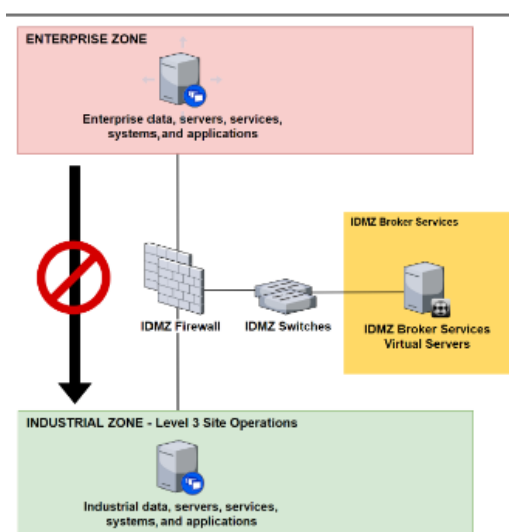 ENTERPRISE ZONE
Enterprise data, servers, services,
systems, and applications
IDMZ Broker Services
IDMZ Firewall
IDMZ Switches
IDMZ Broker Services
Virtual Servers
INDUSTRIAL ZONE - Level 3 Site Operations
Industrial data, servers, services,
systems, and applications